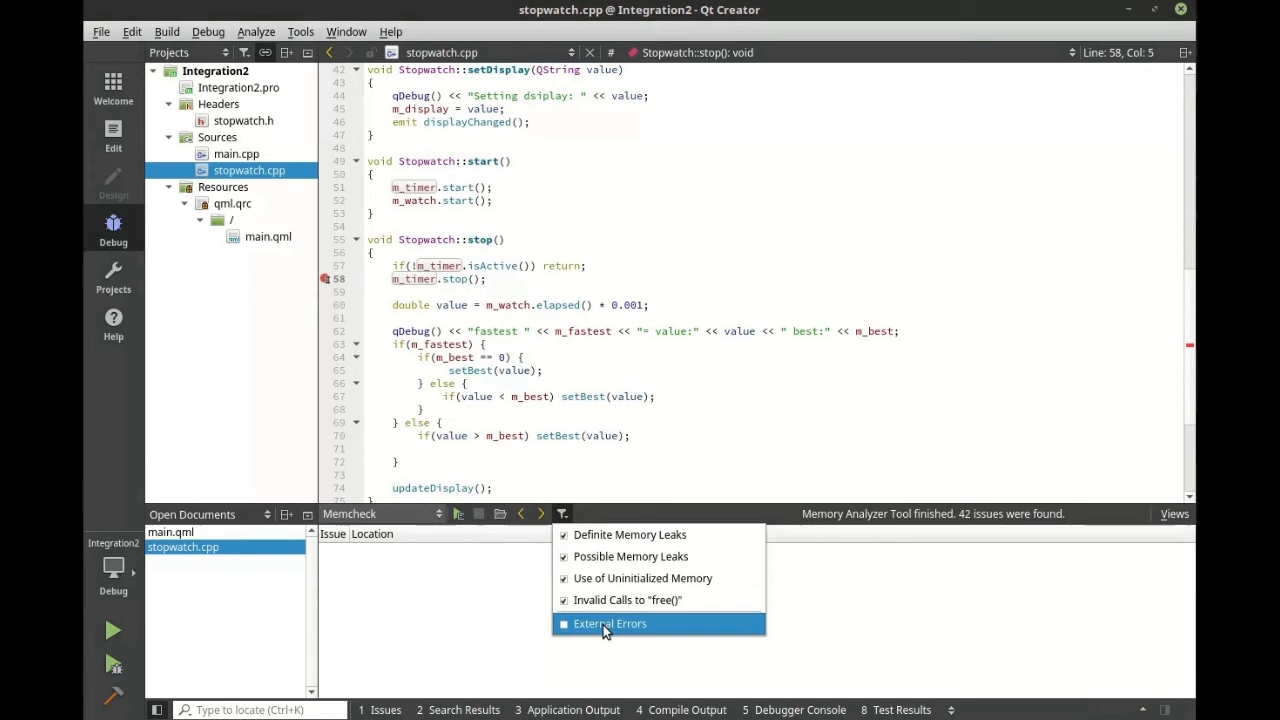 stopwatch.cpp @ Integration2 - Qt Creator
File Edit Build Debug Analyze Tools Window Help
Projects stopwatch.cpp # Stopwatch::stop(): void Line: 58, Col: 5
Welcome
Edit
Design
Debug
Projects
Help
Integration2
Integration2.pro
Headers
stopwatch.h
Sources
main.cpp
stopwatch.cpp
Resources
qml.qrc
/
main.qml
42 void Stopwatch::setDisplay(QString value)
43 {
44 qDebug() << "Setting dsiplay: " << value;
45 m_display = value;
46 emit displayChanged();
47 }
48
49 void Stopwatch::start()
50 {
51 m_timer.start();
52 m_watch.start();
53 }
54
55 void Stopwatch::stop()
56 {
57 if(!m_timer.isActive()) return;
58 m_timer.stop();
59
60 double value = m_watch.elapsed() * 0.001;
61
62 qDebug() << "fastest " << m_fastest << "= value:" << value << " best:" << m_best;
63 if(m_fastest) {
64 if(m_best == 0) {
65 setBest(value);
66 } else {
67 if(value < m_best) setBest(value);
68 }
69 } else {
70 if(value > m_best) setBest(value);
71
72 }
73
74 updateDisplay();
75 }
Open Documents
main.qml
stopwatch.cpp
Memcheck Memory Analyzer Tool finished. 42 issues were found. Views
Issue Location
Definite Memory Leaks
Possible Memory Leaks
Use of Uninitialized Memory
Invalid Calls to "free()"
External Errors
Integration2
Debug
Type to locate (Ctrl+K) 1 Issues 2 Search Results 3 Application Output 4 Compile Output 5 Debugger Console 8 Test Results